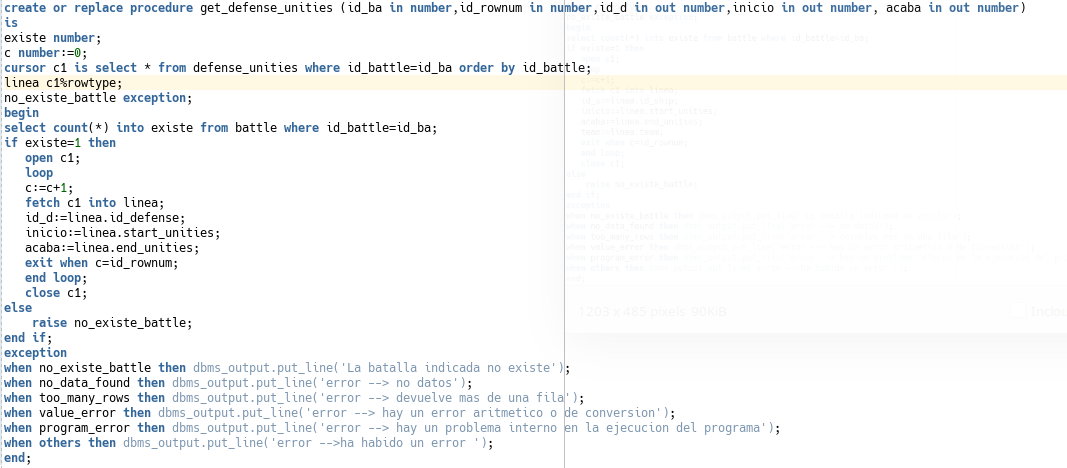 create or replace procedure get_defense_unities (id_ba in number,id_rownum in number,id_d in out number,inicio in out number, acaba in out number)
is
existe number;
c number:=0;
cursor c1 is select * from defense_unities where id_battle=id_ba order by id_battle;
linea c1%rowtype;
no_existe_battle exception;
begin
select count(*) into existe from battle where id_battle=id_ba;
if existe=1 then
   open c1;
   loop
   c:=c+1;
   fetch c1 into linea;
   id_d:=linea.id_defense;
   inicio:=linea.start_unities;
   acaba:=linea.end_unities;
   exit when c=id_rownum;
   end loop;
   close c1;
else
    raise no_existe_battle;
end if;
exception
when no_existe_battle then dbms_output.put_line('La batalla indicada no existe');
when no_data_found then dbms_output.put_line('error --> no datos');
when too_many_rows then dbms_output.put_line('error --> devuelve mas de una fila');
when value_error then dbms_output.put_line('error --> hay un error aritmetico o de conversion');
when program_error then dbms_output.put_line('error --> hay un problema interno en la ejecucion del programa');
when others then dbms_output.put_line('error -->ha habido un error ');
end;
1203 x 485 pixels 90KiB